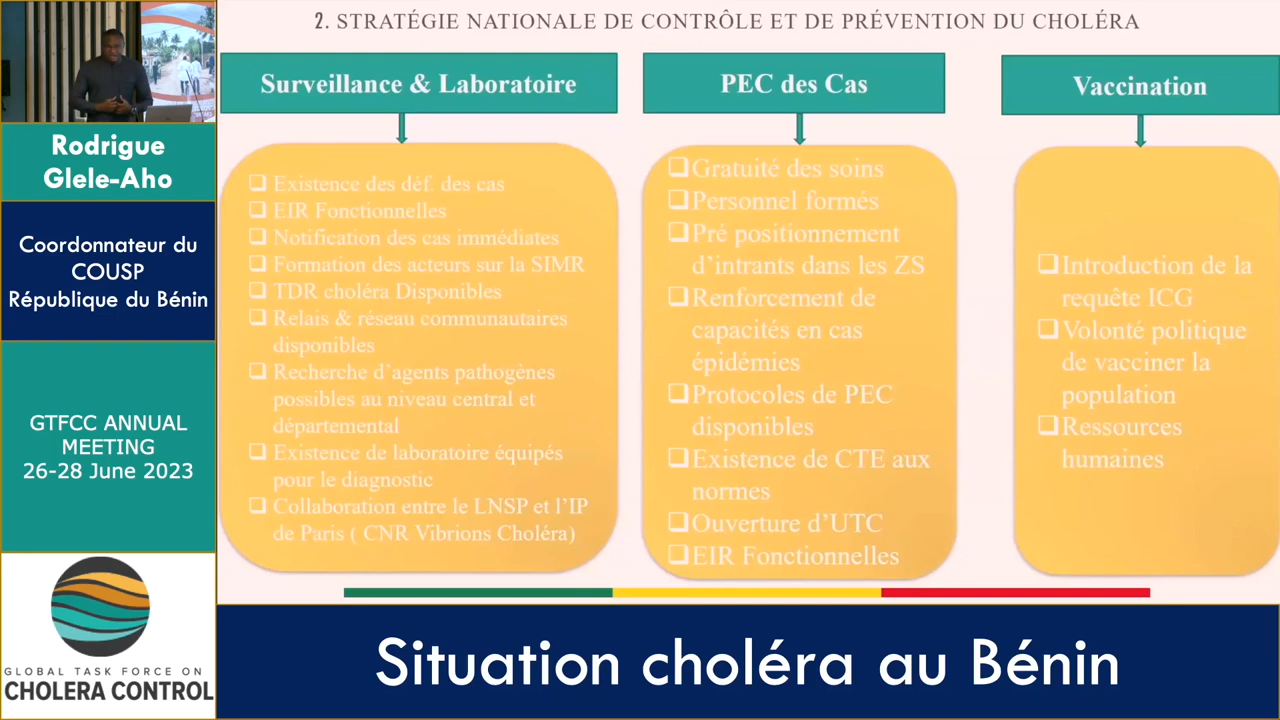 2. STRATÉGIE NATIONALE DE CONTRÔLE ET DE PRÉVENTION DU CHOLÉRA
Surveillance & Laboratoire
Existence des déf. des cas
EIR Fonctionnelles
Notification des cas immédiates
Formation des acteurs sur la SIMR
TDR choléra Disponibles
Relais & réseau communautaires
disponibles
Recherche d'agents pathogènes
possibles au niveau central et
départemental
Existence de laboratoire équipés
pour le diagnostic
Collaboration entre le LNSP et l'IP
de Paris ( CNR Vibrions Choléra)
PEC des Cas
Gratuité des soins
Personnel formés
Pré positionnement
d'intrants dans les ZS
Renforcement de
capacités en cas
épidémies
Protocoles de PEC
disponibles
Existence de CTE aux
normes
Ouverture d'UTC
EIR Fonctionnelles
Vaccination
Introduction de la
requête ICG
Volonté politique
de vacciner la
population
Ressources
humaines
Rodrigue
Glele-Aho
Coordonnateur du
COUSP
République du Bénin
GTFCC ANNUAL
MEETING
26-28 June 2023
GLOBAL TASK FORCE ON
CHOLERA CONTROL
Situation choléra au Bénin